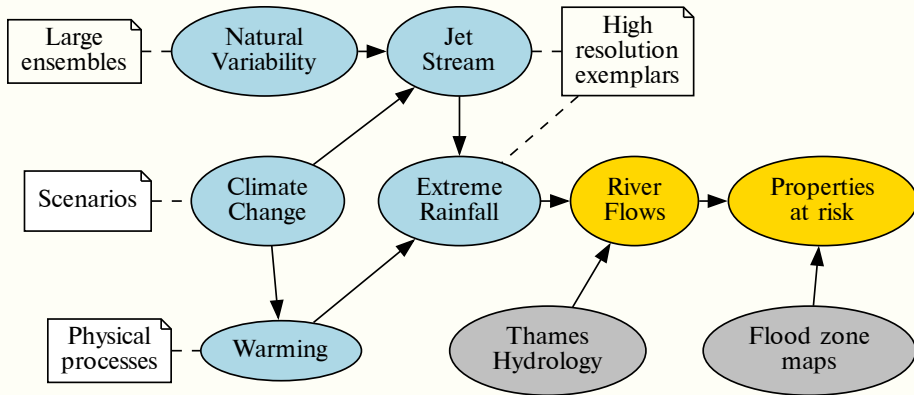 Large
ensembles
Natural
Variability
Jet
Stream
High
resolution
exemplars
Scenarios
Climate
Change
Extreme
Rainfall
River
Flows
Properties
at risk
Physical
processes
Warming
Thames
Hydrology
Flood zone
maps